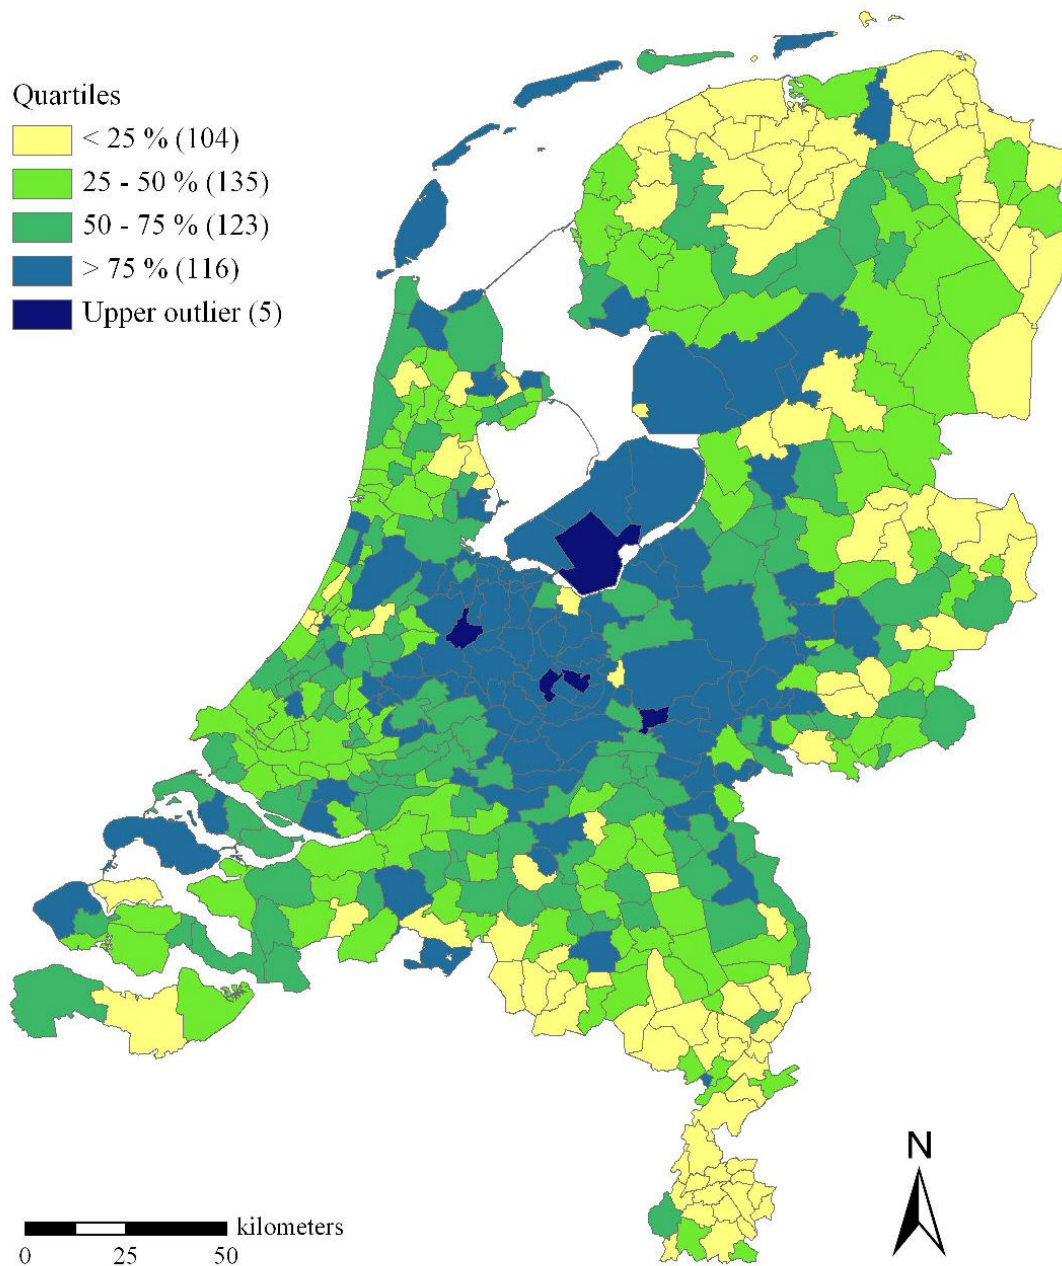 Quartiles
< 25 % (104)
25 - 50 % (135)
50 - 75 % (123)
> 75 % (116)
Upper outlier (5)
N
kilometers
0 25 50